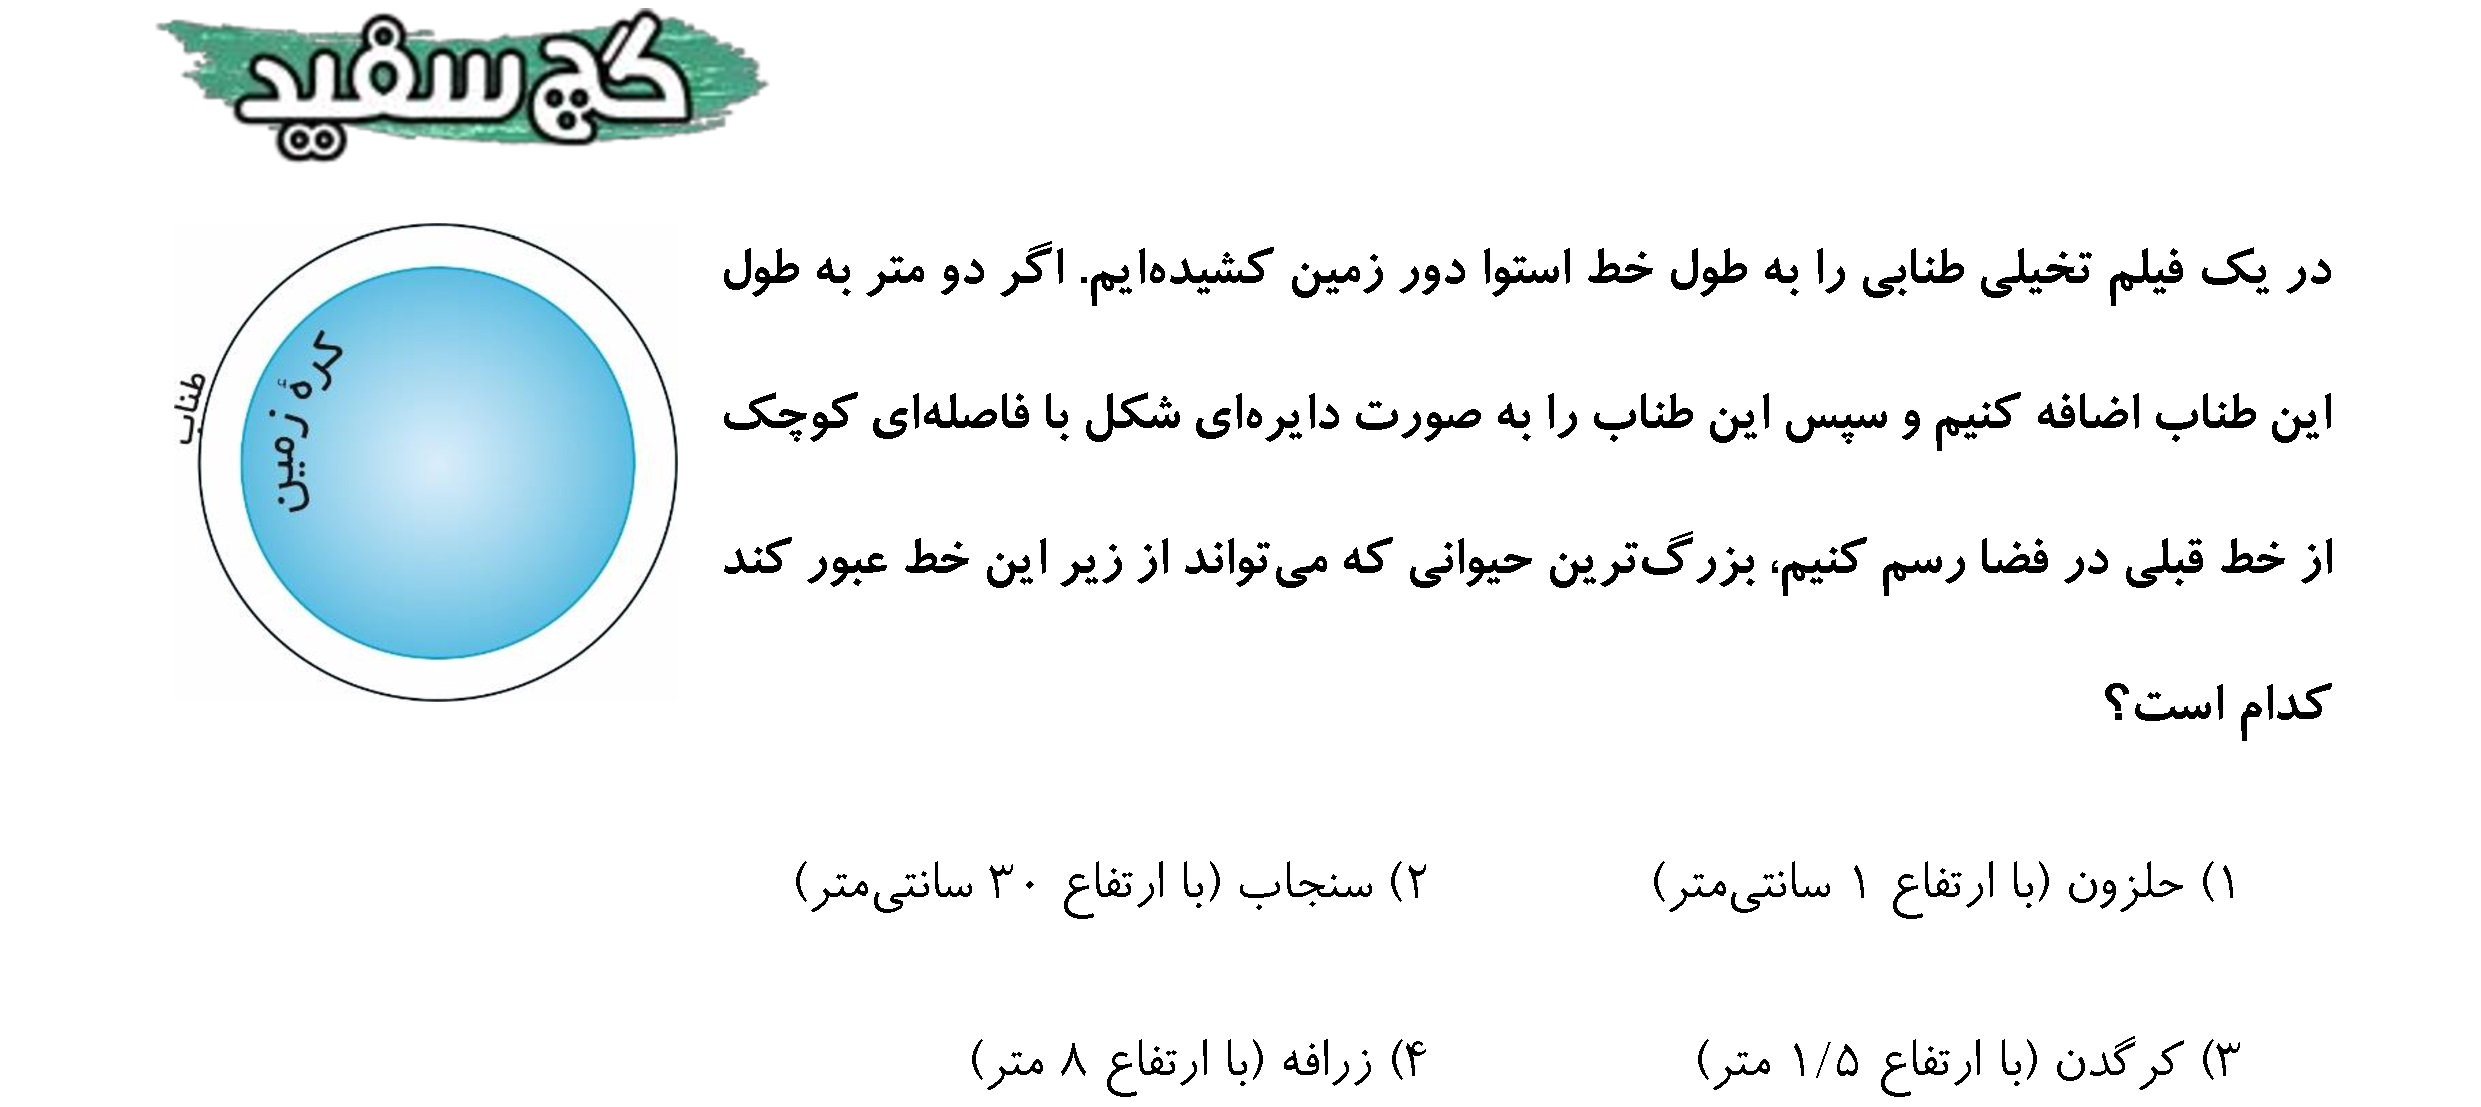 گچ سفید
در یک فیلم تخیلی طنابی را به طول خط استوا دور زمین کشیده‌ایم. اگر دو متر به طول
این طناب اضافه کنیم و سپس این طناب را به صورت دایره‌ای شکل با فاصله‌ای کوچک
از خط قبلی در فضا رسم کنیم، بزرگ‌ترین حیوانی که می‌تواند از زیر این خط عبور کند
کدام است؟
طناب
کرهٔ زمین
۱) حلزون (با ارتفاع ۱ سانتی‌متر) ۲) سنجاب (با ارتفاع ۳۰ سانتی‌متر)
۳) کرگدن (با ارتفاع ۱/۵ متر) ۴) زرافه (با ارتفاع ۸ متر)